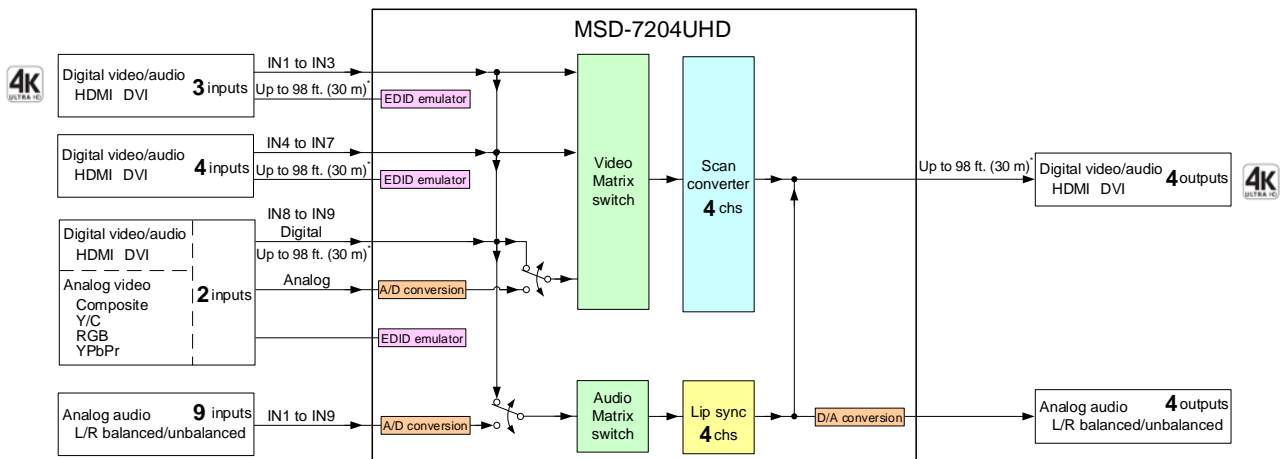 MSD-7204UHD
4K
ULTRA HD
Digital video/audio
HDMI DVI
3 inputs
IN1 to IN3
Up to 98 ft. (30 m)*
EDID emulator
Digital video/audio
HDMI DVI
4 inputs
IN4 to IN7
Up to 98 ft. (30 m)*
EDID emulator
Digital video/audio
HDMI DVI
Analog video
Composite
Y/C
RGB
YPbPr
2 inputs
IN8 to IN9
Digital
Up to 98 ft. (30 m)*
Analog
A/D conversion
EDID emulator
Analog audio 9 inputs
L/R balanced/unbalanced
IN1 to IN9
A/D conversion
Video
Matrix
switch
Scan
converter
4 chs
Audio
Matrix
switch
Lip sync
4 chs
D/A conversion
Up to 98 ft. (30 m)*
Digital video/audio
HDMI DVI
4 outputs
4K
ULTRA HD
Analog audio
L/R balanced/unbalanced
4 outputs